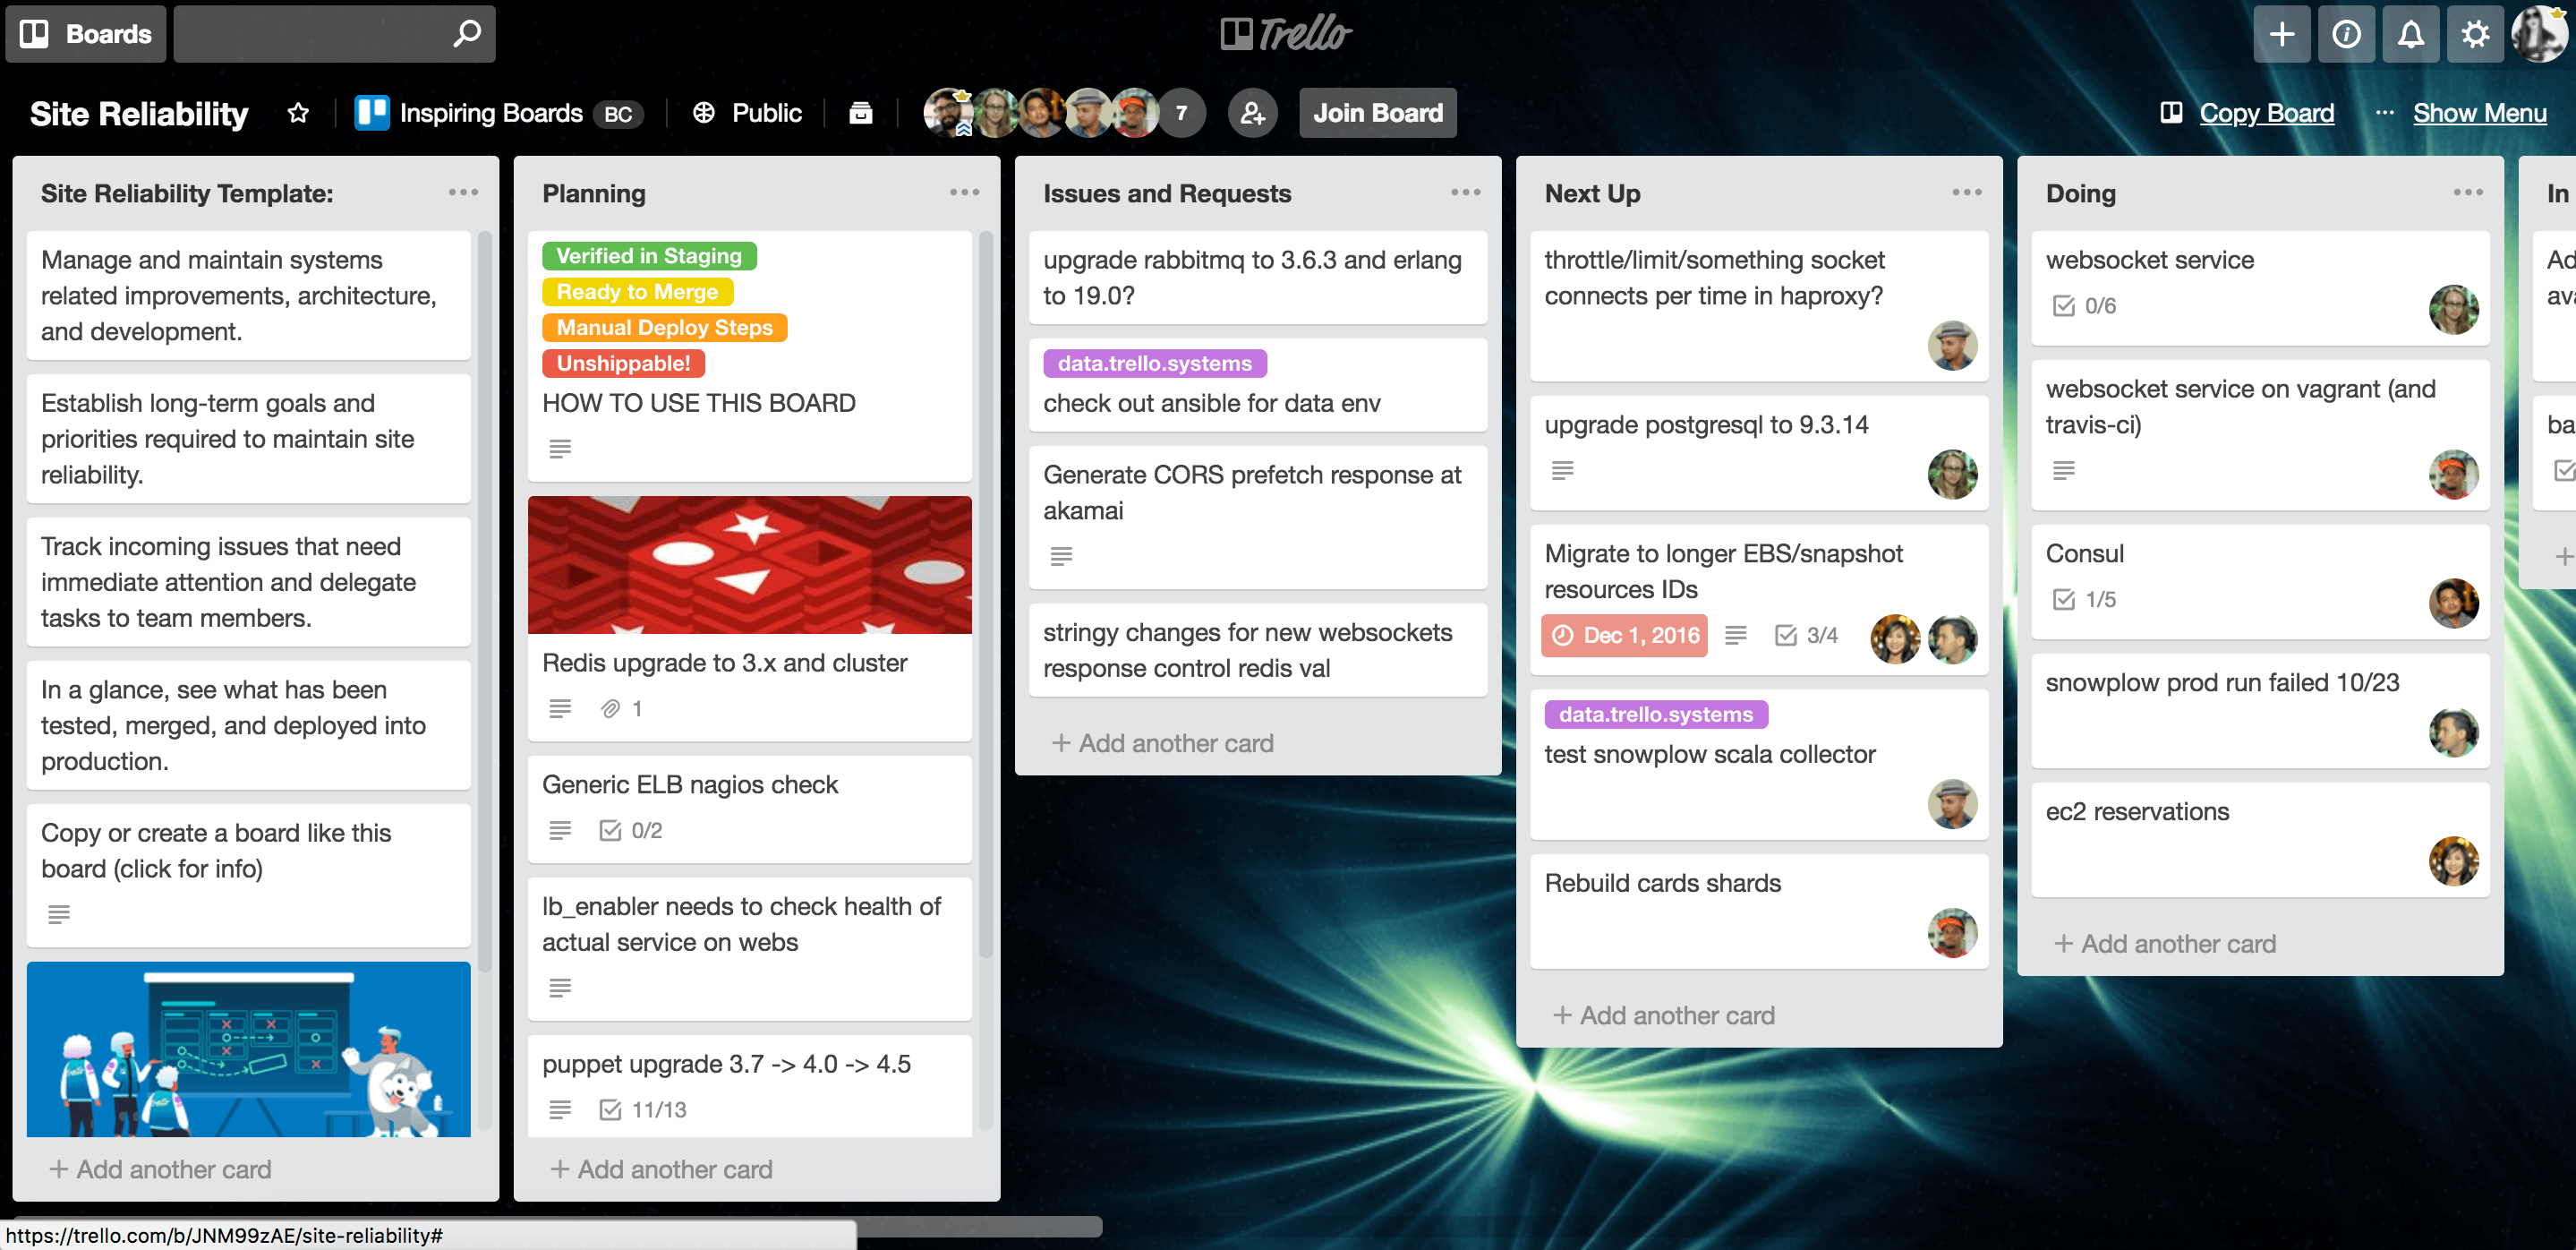 Boards
Trello
Site Reliability
Inspiring Boards BC
Public
7
Join Board
Copy Board
Show Menu
Site Reliability Template:
Manage and maintain systems
related improvements, architecture,
and development.
Establish long-term goals and
priorities required to maintain site
reliability.
Track incoming issues that need
immediate attention and delegate
tasks to team members.
In a glance, see what has been
tested, merged, and deployed into
production.
Copy or create a board like this
board (click for info)
+ Add another card
Planning
Verified in Staging
Ready to Merge
Manual Deploy Steps
Unshippable!
HOW TO USE THIS BOARD
Redis upgrade to 3.x and cluster
1
Generic ELB nagios check
0/2
lb_enabler needs to check health of
actual service on webs
puppet upgrade 3.7 -> 4.0 -> 4.5
11/13
+ Add another card
Issues and Requests
upgrade rabbitmq to 3.6.3 and erlang
to 19.0?
data.trello.systems
check out ansible for data env
Generate CORS prefetch response at
akamai
stringy changes for new websockets
response control redis val
+ Add another card
Next Up
throttle/limit/something socket
connects per time in haproxy?
upgrade postgresql to 9.3.14
Migrate to longer EBS/snapshot
resources IDs
Dec 1, 2016 3/4
data.trello.systems
test snowplow scala collector
Rebuild cards shards
+ Add another card
Doing
websocket service
0/6
websocket service on vagrant (and
travis-ci)
Consul
1/5
snowplow prod run failed 10/23
ec2 reservations
+ Add another card
In
Ad
ava
ba
+
https://trello.com/b/JNM99zAE/site-reliability#